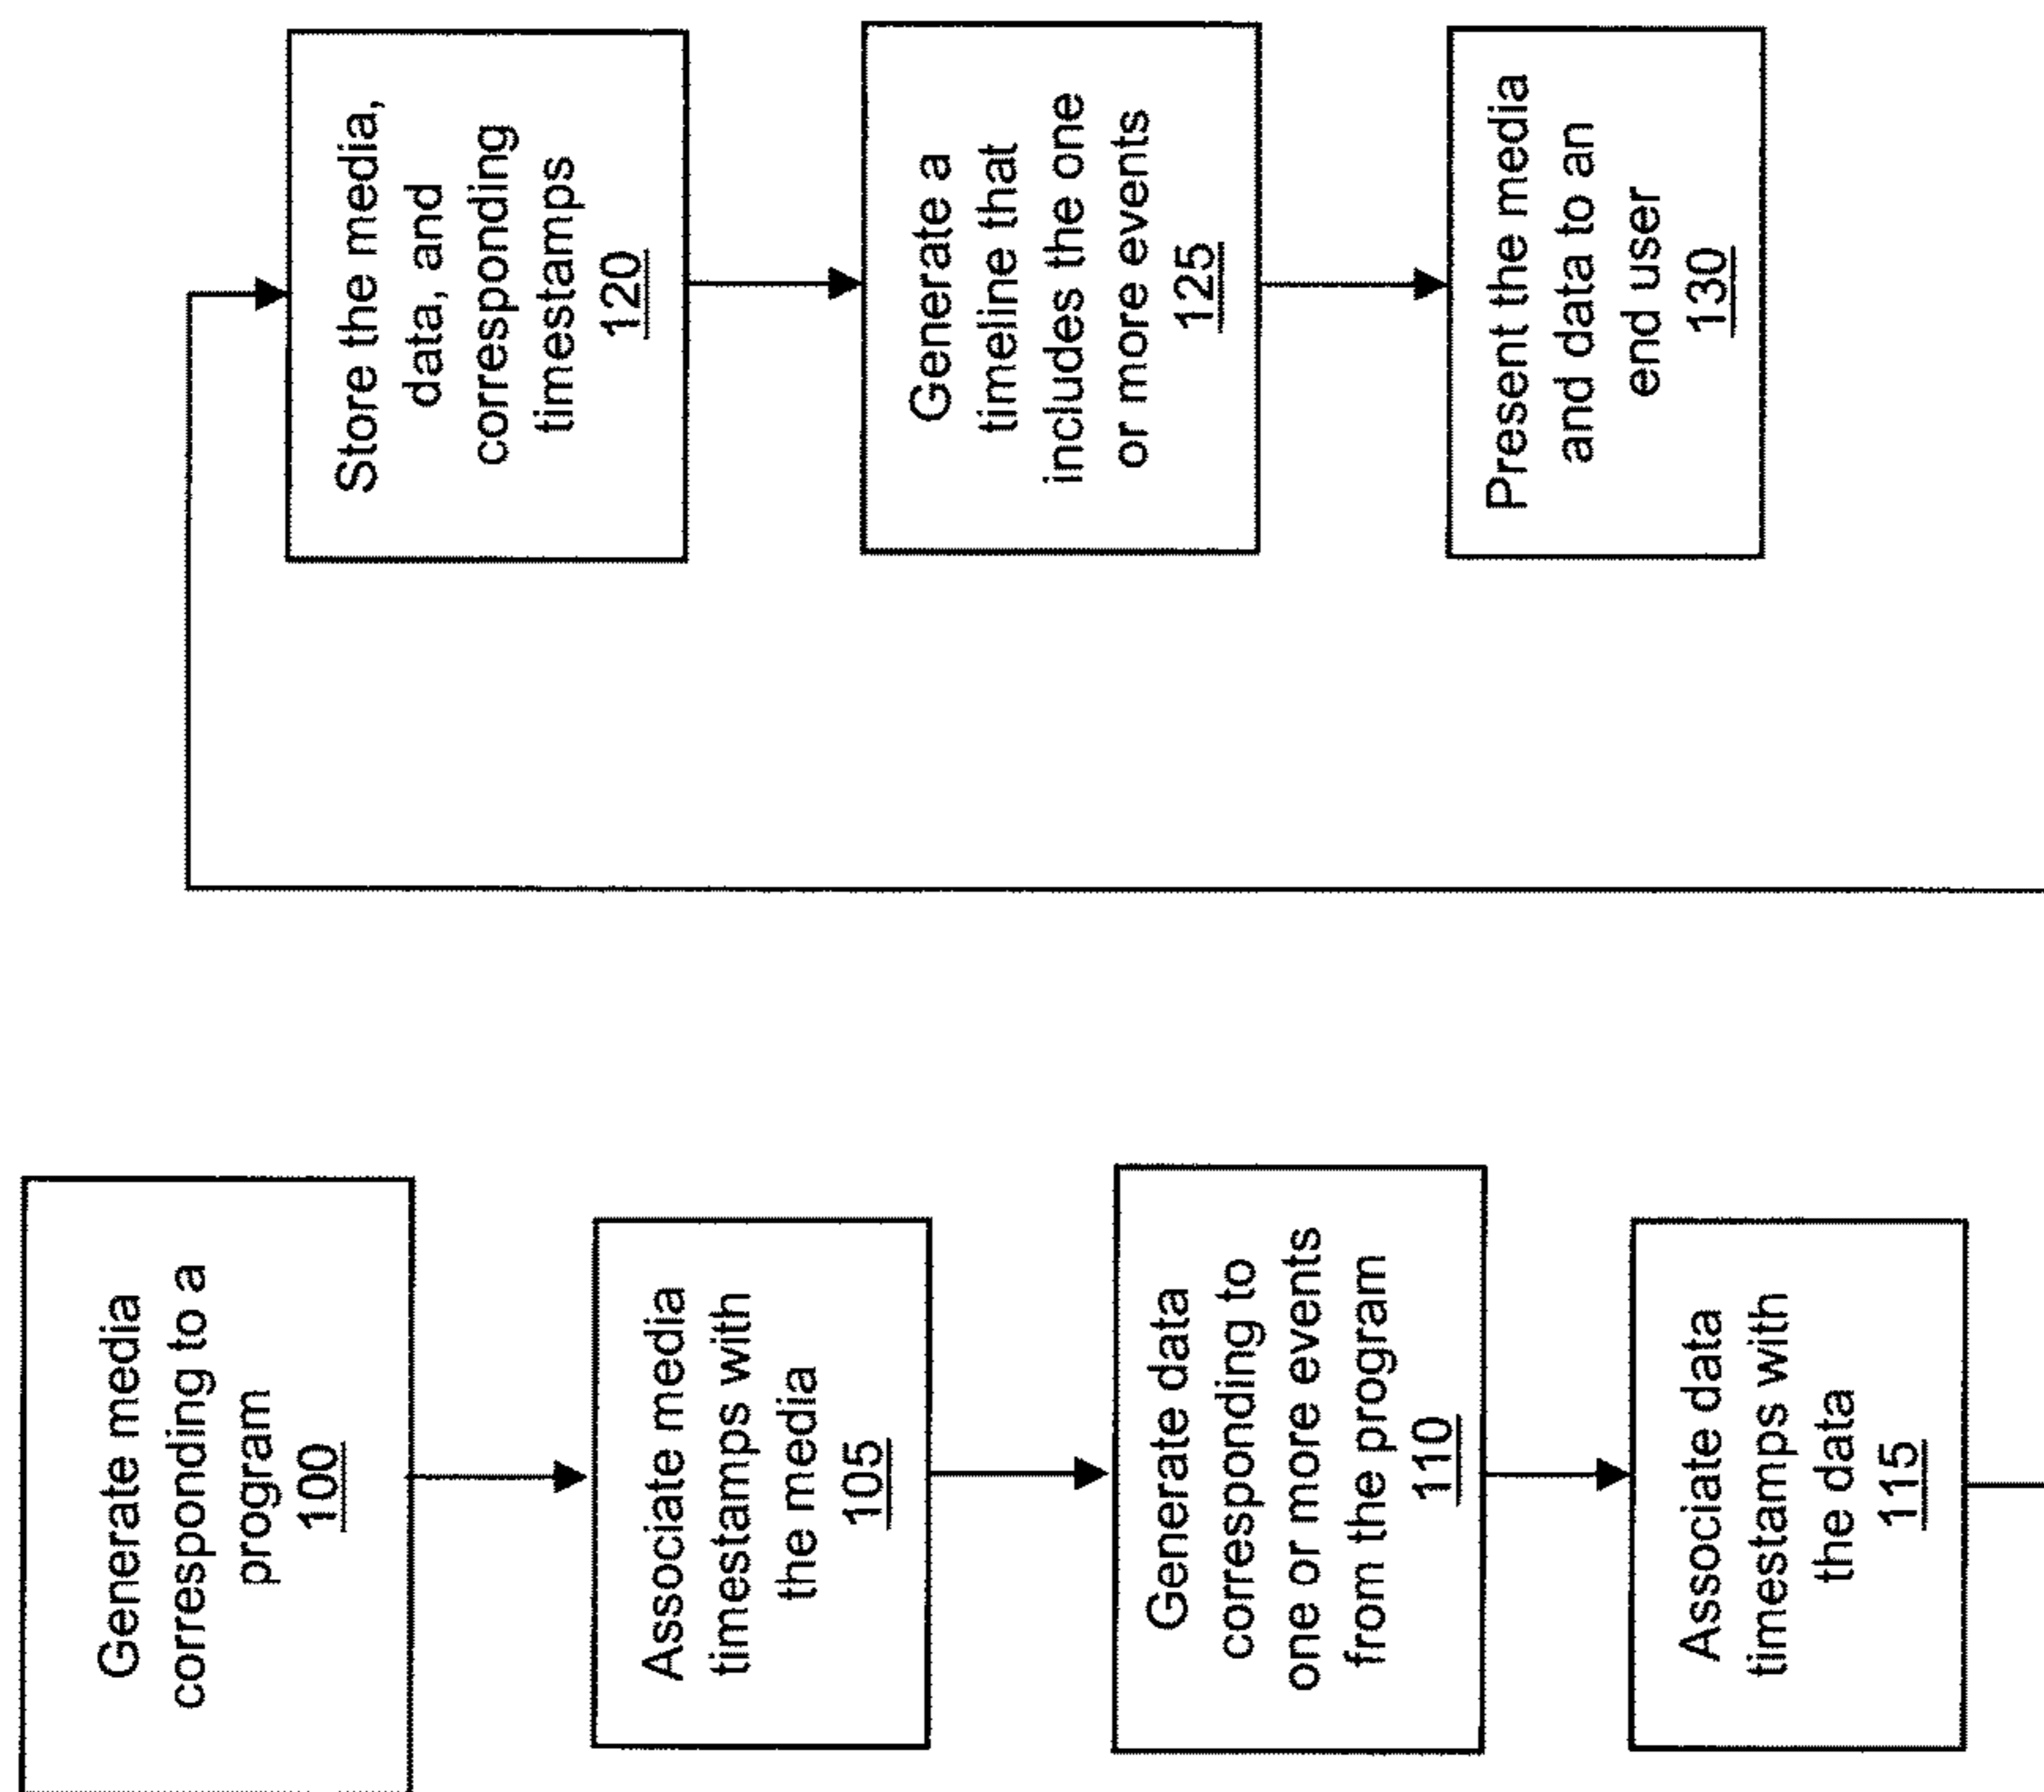 Generate media
corresponding to a
program
100
Associate media
timestamps with
the media
105
Generate data
corresponding to
one or more events
from the program
110
Associate data
timestamps with
the data
115
Store the media,
data, and
corresponding
timestamps
120
Generate a
timeline that
includes the one
or more events
125
Present the media
and data to an
end user
130